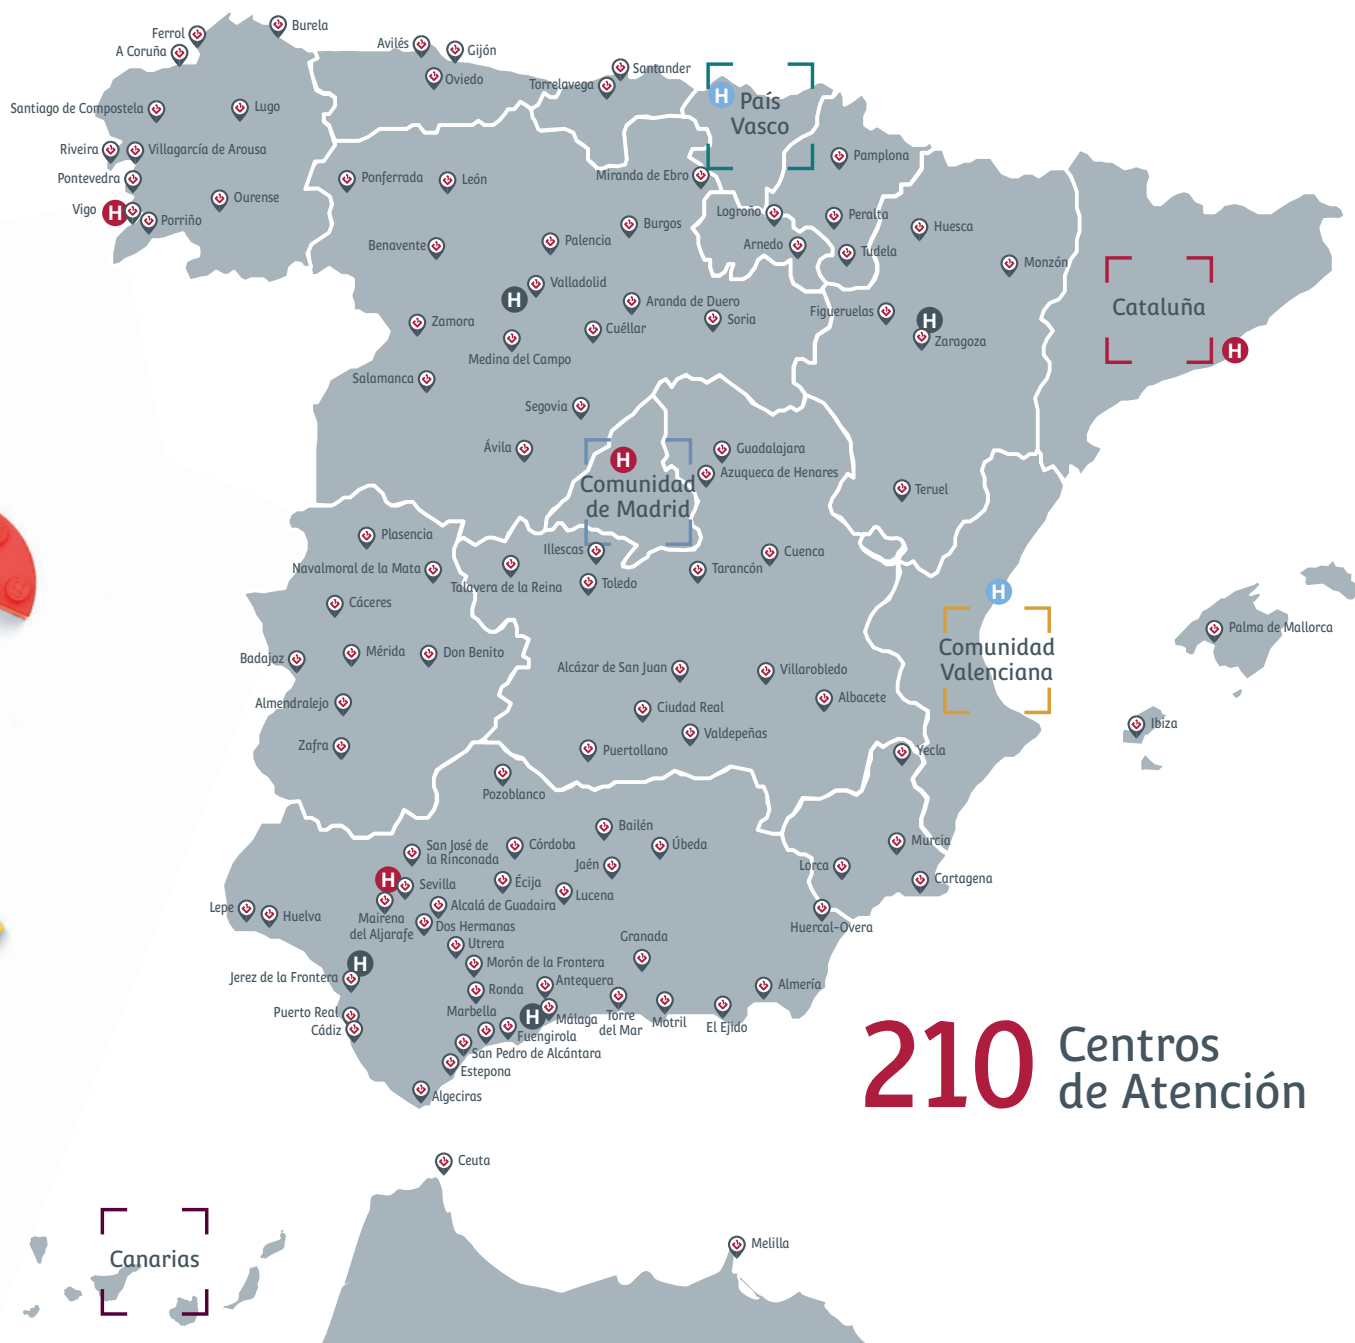 Burela
Ferrol
A Coruña
Avilés
Gijón
Oviedo
Santander
Torrelavega
H
País
Vasco
Santiago de Compostela
Lugo
Riveira
Villagarcía de Arousa
Pamplona
Pontevedra
Ponferrada
León
Miranda de Ebro
Ourense
Vigo
H
Porriño
Logroño
Peralta
Burgos
Huesca
Benavente
Palencia
Arnedo
Tudela
Monzón
Valladolid
H
Aranda de Duero
Soria
Figueruelas
H
Zaragoza
Cataluña
H
Zamora
Cuéllar
Medina del Campo
Salamanca
Segovia
Ávila
H
Comunidad
de Madrid
Guadalajara
Azuqueca de Henares
Teruel
Plasencia
Illescas
Cuenca
Navalmoral de la Mata
Talavera de la Reina
Toledo
Tarancón
H
Cáceres
Palma de Mallorca
Comunidad
Valenciana
Badajoz
Mérida
Don Benito
Alcázar de San Juan
Villarobledo
Almendralejo
Albacete
Ciudad Real
Ibiza
Valdepeñas
Zafra
Puertollano
Yecla
Pozoblanco
Bailén
San José de
la Rinconada
Córdoba
Úbeda
Murcia
Jaén
Lorca
H
Sevilla
Écija
Cartagena
Lucena
Lepe
Huelva
Mairena
del Aljarafe
Alcalá de Guadaira
Dos Hermanas
Huercal-Overa
Utrera
Granada
H
Morón de la Frontera
Jerez de la Frontera
Antequera
Almería
Ronda
Puerto Real
Cádiz
Marbella
H
Málaga
Torre
del Mar
Motril
El Ejido
Fuengirola
San Pedro de Alcántara
Estepona
Algeciras
210
Centros
de Atención
Ceuta
Melilla
Canarias